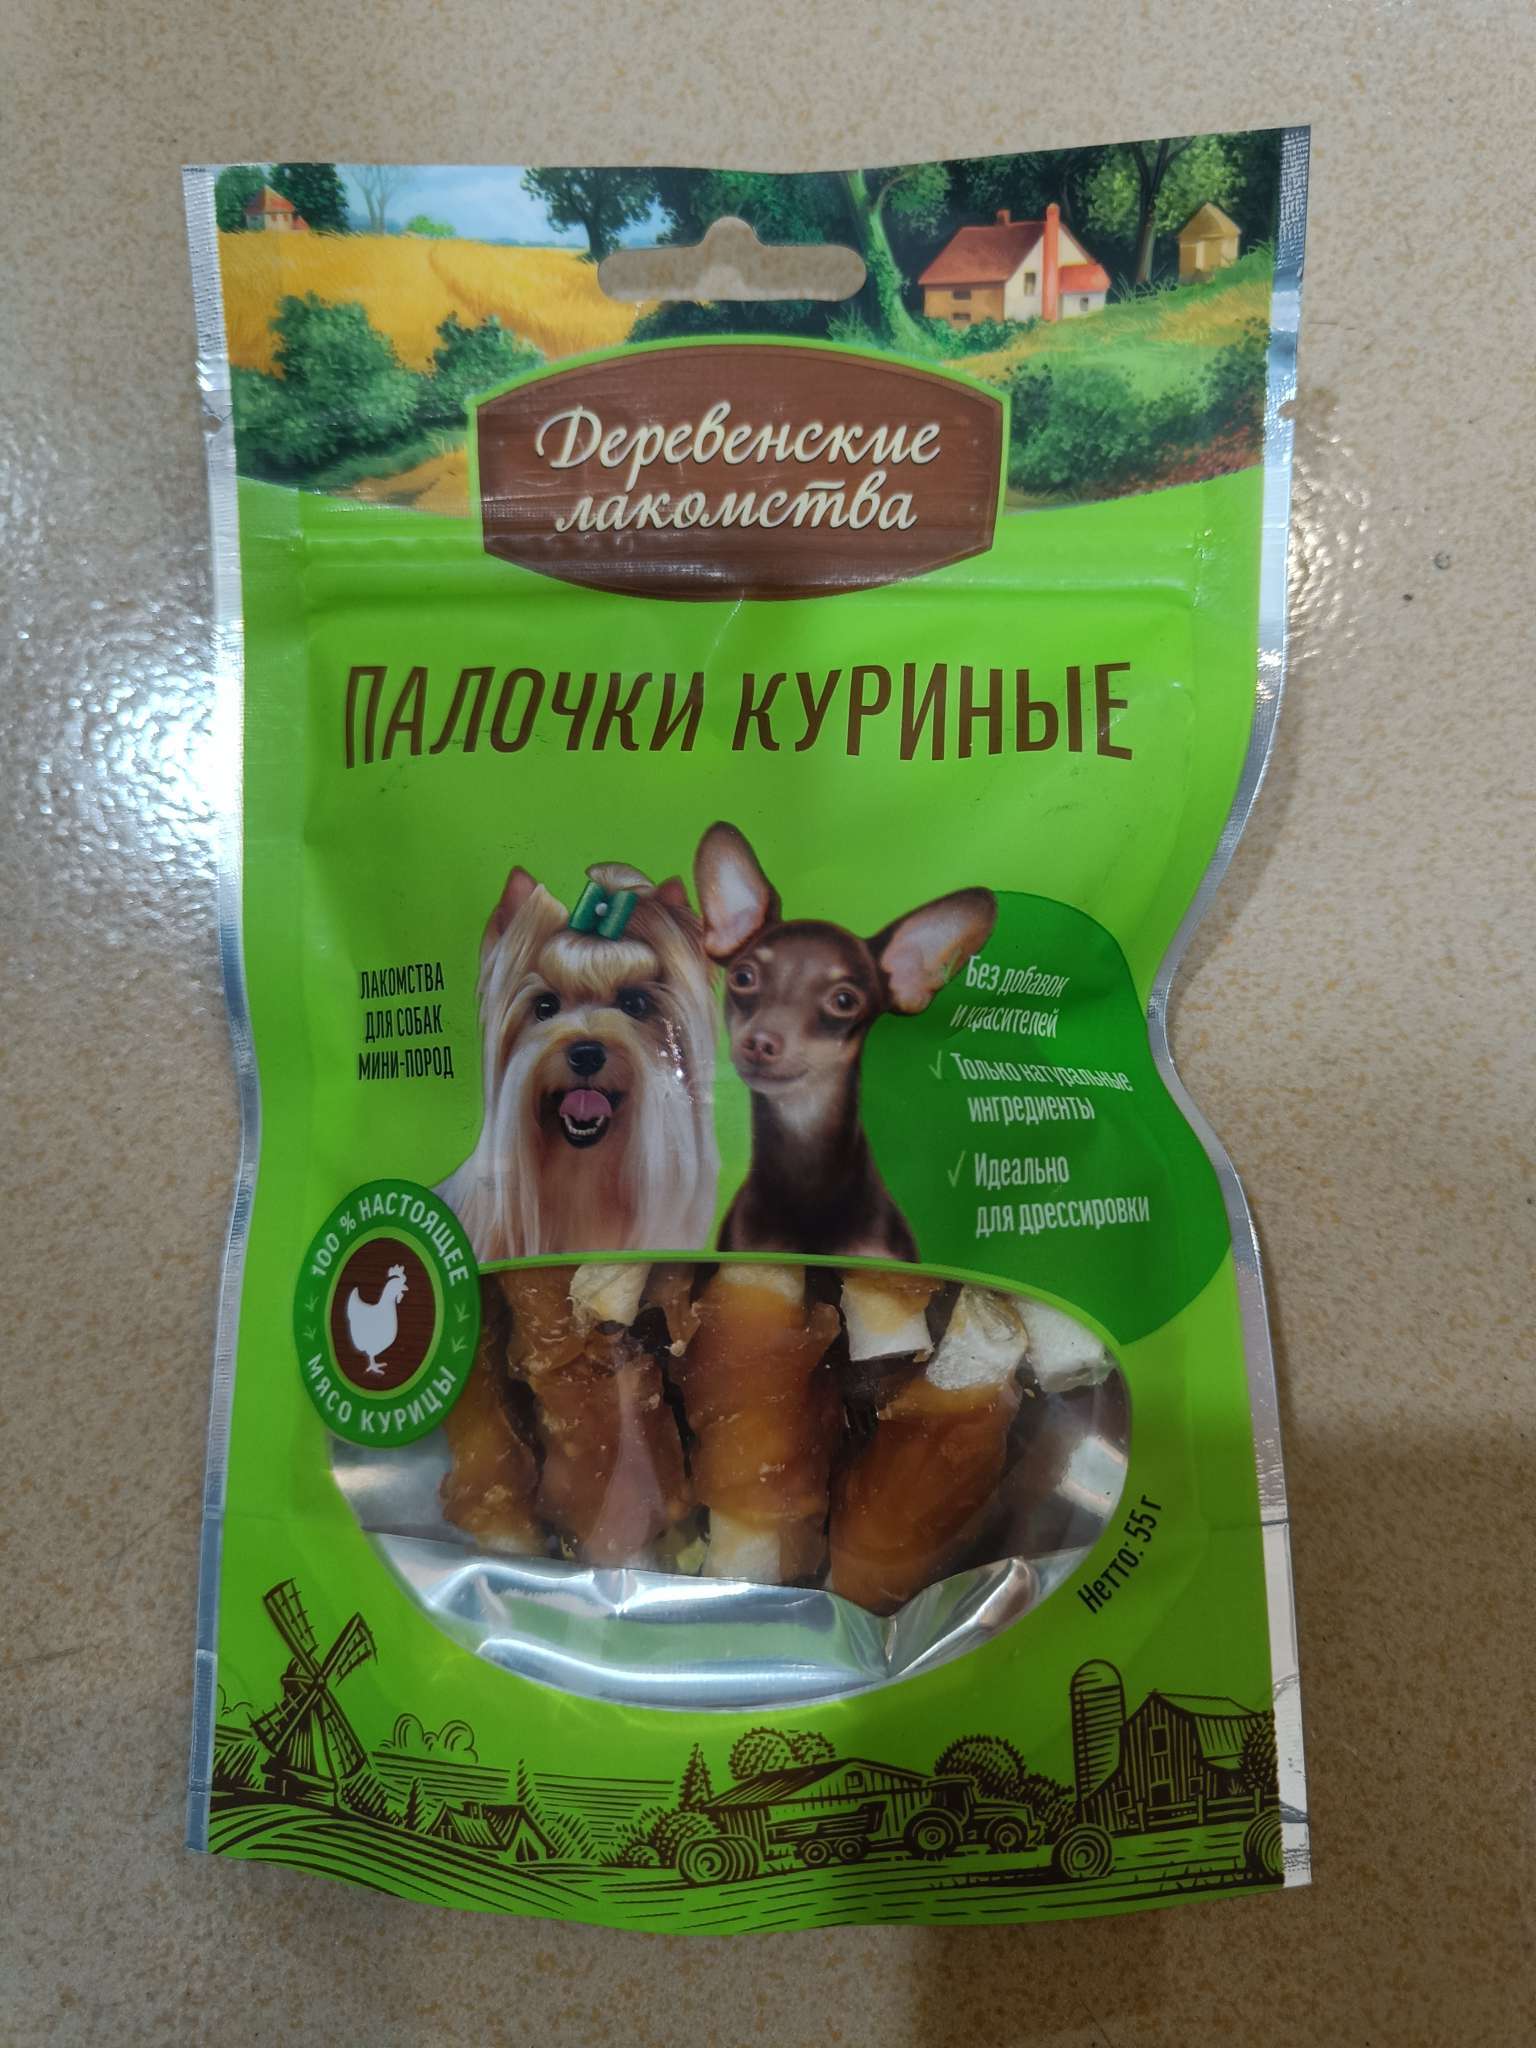 Деревенские
лакомства
ПАЛОЧКИ КУРИНЫЕ
ЛАКОМСТВА
ДЛЯ СОБАК
МИНИ-ПОРОД
✓ Без добавок
и красителей
✓ Только натуральные
ингредиенты
✓ Идеально
для дрессировки
100 % НАСТОЯЩЕЕ
МЯСО КУРИЦЫ
Нетто: 55 г